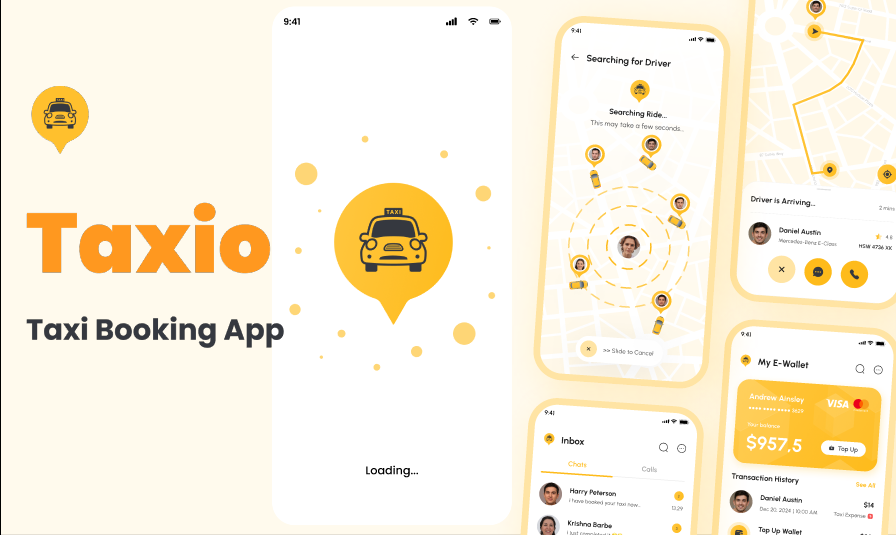 Taxio
Taxi Booking App
9:41
TAXI
Loading...
9:41
Searching for Driver
Searching Ride...
This may take a few seconds...
>> Slide to Cancel
Driver is Arriving...
2 mins
Daniel Austin
4.8
Mercedes-Benz E-Class
HSW 4736 XK
9:41
Inbox
Chats
Calls
Harry Peterson
2
i have booked your taxi now..
13.29
Krishna Barbe
9:41
My E-Wallet
Andrew Ainsley
VISA
•••• •••• •••• 3629
Your balance
$957,5
Top Up
Transaction History
See All
Daniel Austin
$14
Dec 20, 2024 | 10:00 AM
Taxi Expense
Top Up Wallet